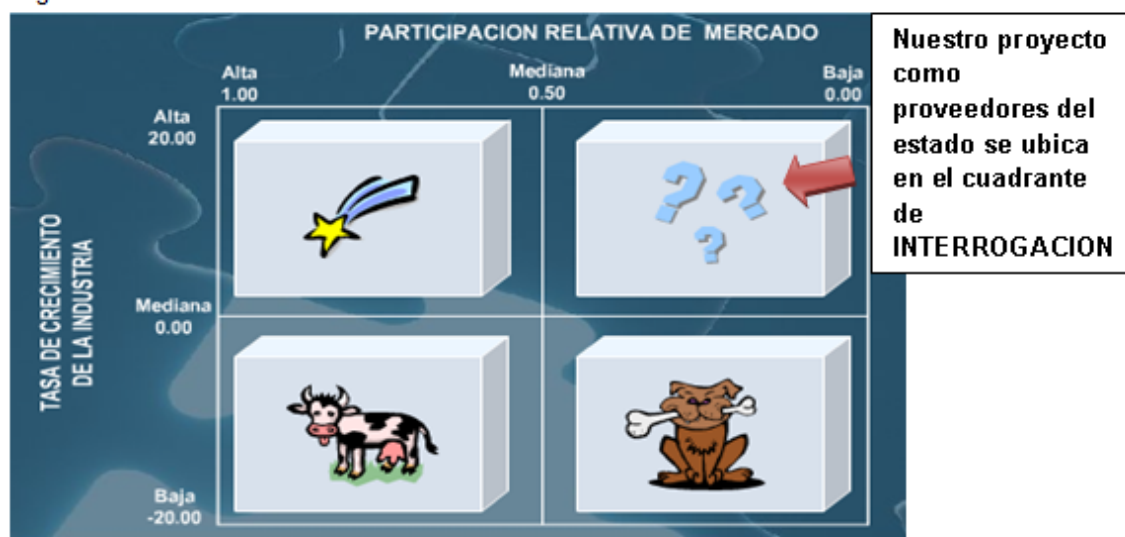 PARTICIPACION RELATIVA DE MERCADO
Alta
1.00
Mediana
0.50
Baja
0.00
Alta
20.00
Mediana
0.00
Baja
-20.00
TASA DE CRECIMIENTO
DE LA INDUSTRIA
? ? ?
Nuestro proyecto
como
proveedores del
estado se ubica
en el cuadrante
de
INTERROGACION